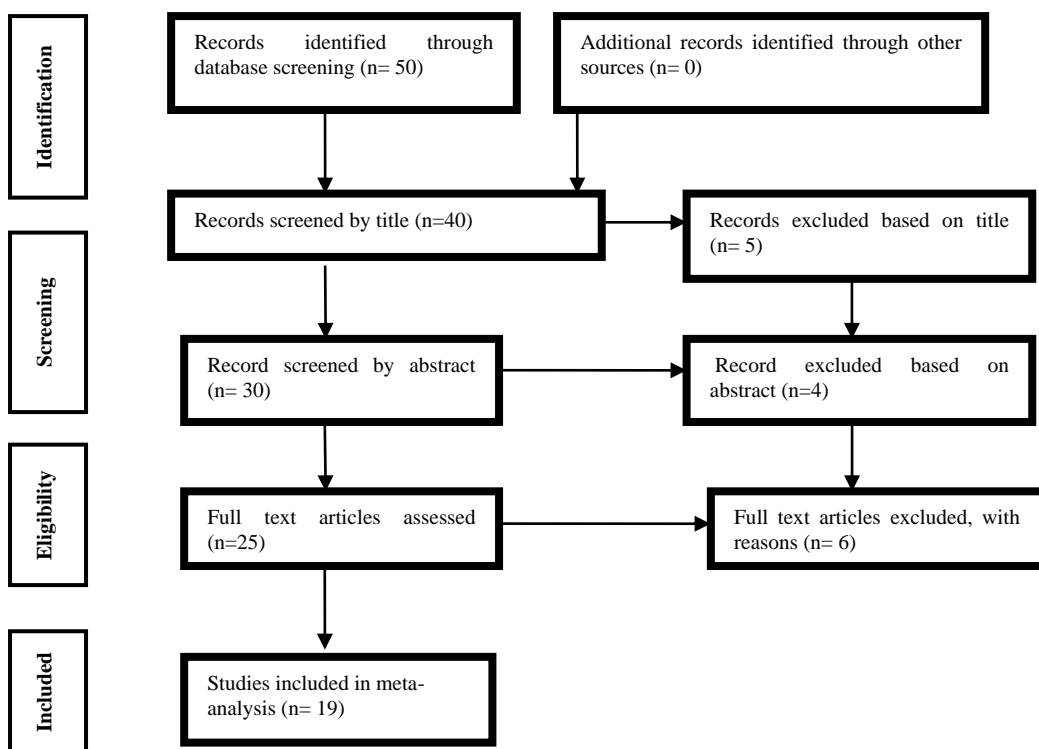 Identification
Records identified through
database screening (n= 50)
Additional records identified through other
sources (n= 0)
Records screened by title (n=40)
Records excluded based on title
(n= 5)
Screening
Record screened by abstract
(n= 30)
Record excluded based on
abstract (n=4)
Eligibility
Full text articles assessed
(n=25)
Full text articles excluded, with
reasons (n= 6)
Included
Studies included in meta-
analysis (n= 19)